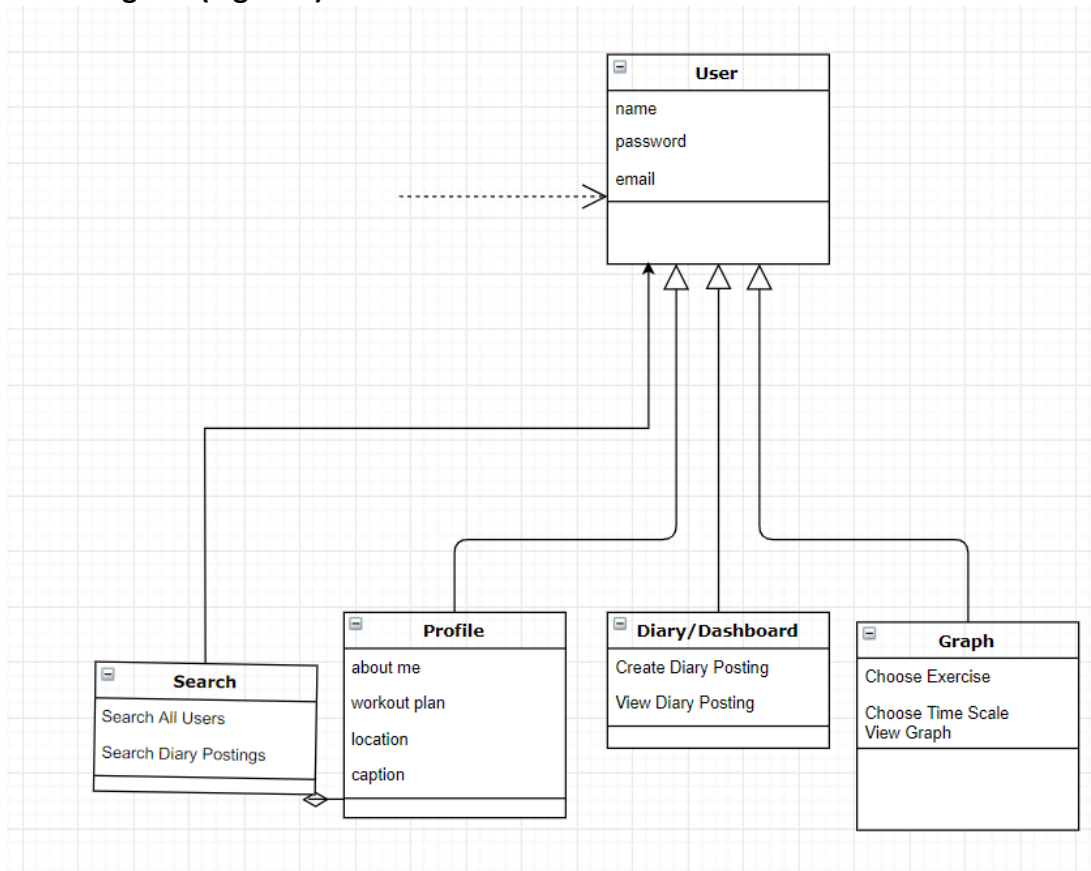 User
name
password
email
Profile
about me
workout plan
location
caption
Diary/Dashboard
Create Diary Posting
View Diary Posting
Graph
Choose Exercise
Choose Time Scale
View Graph
Search
Search All Users
Search Diary Postings